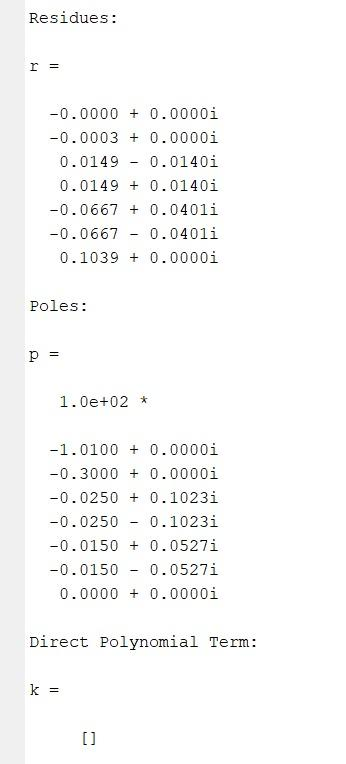 Residues:
r =
-0.0000 + 0.0000i
-0.0003 + 0.0000i
0.0149 - 0.0140i
0.0149 + 0.0140i
-0.0667 + 0.0401i
-0.0667 - 0.0401i
0.1039 + 0.0000i
Poles:
p =
1.0e+02 *
-1.0100 + 0.0000i
-0.3000 + 0.0000i
-0.0250 + 0.1023i
-0.0250 - 0.1023i
-0.0150 + 0.0527i
-0.0150 - 0.0527i
0.0000 + 0.0000i
Direct Polynomial Term:
k =
[]